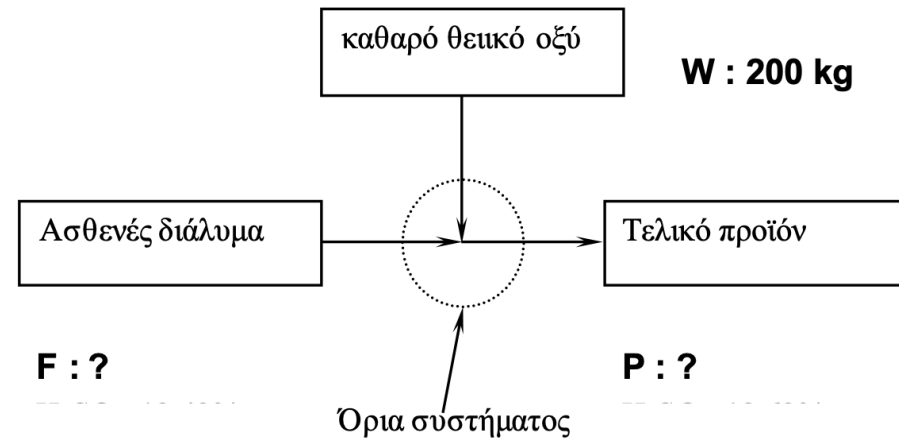 καθαρό θειικό οξύ
W : 200 kg
Ασθενές διάλυμα
Τελικό προϊόν
F : ?
P : ?
Όρια συστήματος